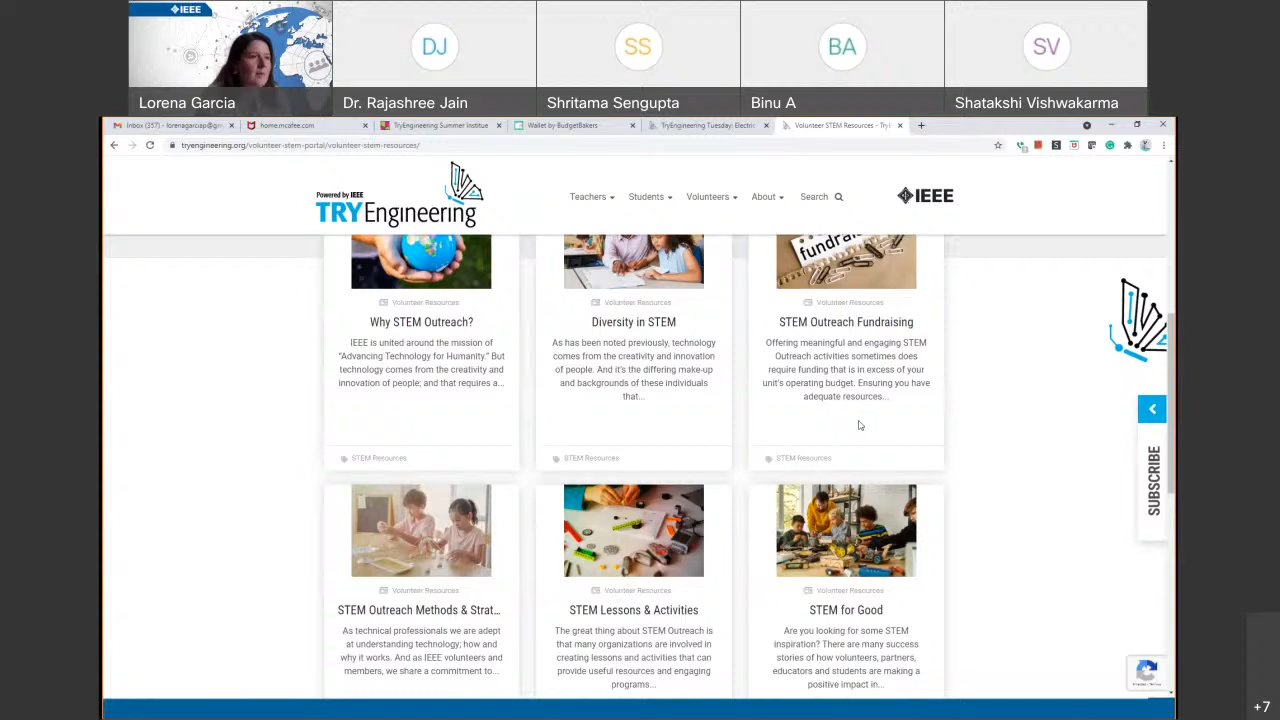 IEEE
DJ
SS
BA
SV
Lorena Garcia
Dr. Rajashree Jain
Shritama Sengupta
Binu A
Shatakshi Vishwakarma
Inbox (357) - lorenagarciap@gm
home.mcafee.com
TryEngineering Summer Institue
Wallet by BudgetBakers
TryEngineering Tuesday: Electric
Volunteer STEM Resources - Try
tryengineering.org/volunteer-stem-portal/volunteer-stem-resources/
Powered by IEEE
TRYEngineering
Teachers
Students
Volunteers
About
Search
IEEE
fundrai
Volunteer Resources
Why STEM Outreach?
IEEE is united around the mission of
“Advancing Technology for Humanity.” But
technology comes from the creativity and
innovation of people; and that requires a...
STEM Resources
Volunteer Resources
Diversity in STEM
As has been noted previously, technology
comes from the creativity and innovation
of people. And it's the differing make-up
and backgrounds of these individuals
that...
STEM Resources
Volunteer Resources
STEM Outreach Fundraising
Offering meaningful and engaging STEM
Outreach activities sometimes does
require funding that is in excess of your
unit's operating budget. Ensuring you have
adequate resources...
STEM Resources
SUBSCRIBE
Volunteer Resources
STEM Outreach Methods & Strat...
As technical professionals we are adept
at understanding technology; how and
why it works. And as IEEE volunteers and
members, we share a commitment to...
Volunteer Resources
STEM Lessons & Activities
The great thing about STEM Outreach is
that many organizations are involved in
creating lessons and activities that can
provide useful resources and engaging
programs...
Volunteer Resources
STEM for Good
Are you looking for some STEM
inspiration? There are many success
stories of how volunteers, partners,
educators and students are making a
positive impact in...
+7